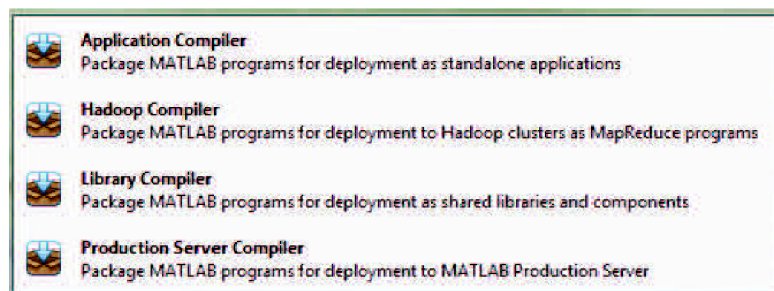 Application Compiler
Package MATLAB programs for deployment as standalone applications
Hadoop Compiler
Package MATLAB programs for deployment to Hadoop clusters as MapReduce programs
Library Compiler
Package MATLAB programs for deployment as shared libraries and components
Production Server Compiler
Package MATLAB programs for deployment to MATLAB Production Server